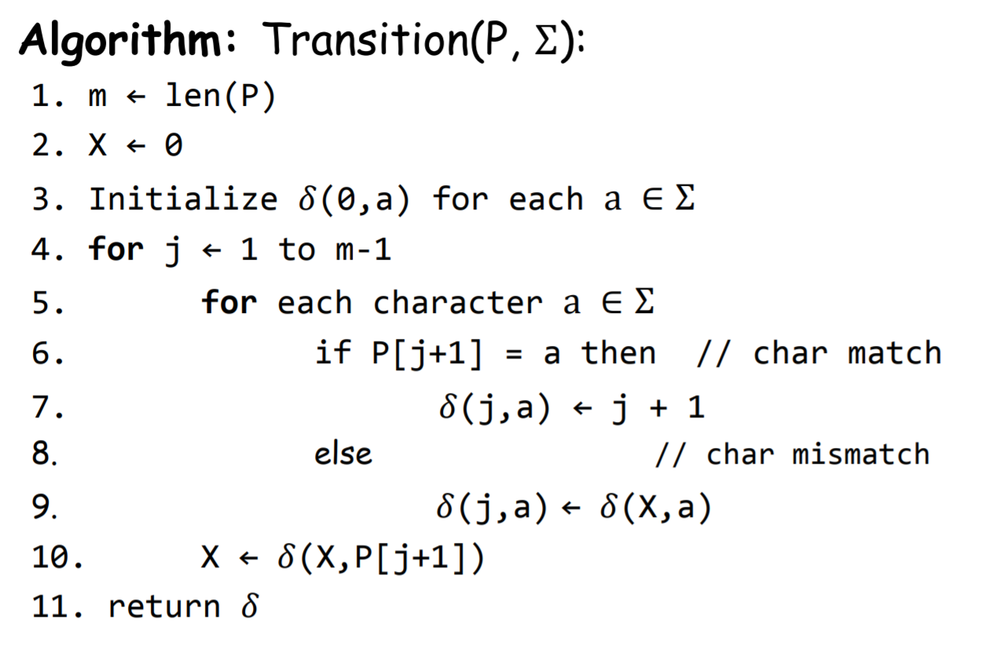 Algorithm: Transition(P, Σ):
1. m ← len(P)
2. X ← 0
3. Initialize δ(0,a) for each a ∈ Σ
4. for j ← 1 to m-1
5. for each character a ∈ Σ
6. if P[j+1] = a then // char match
7. δ(j,a) ← j + 1
8. else // char mismatch
9. δ(j,a) ← δ(X,a)
10. X ← δ(X,P[j+1])
11. return δ